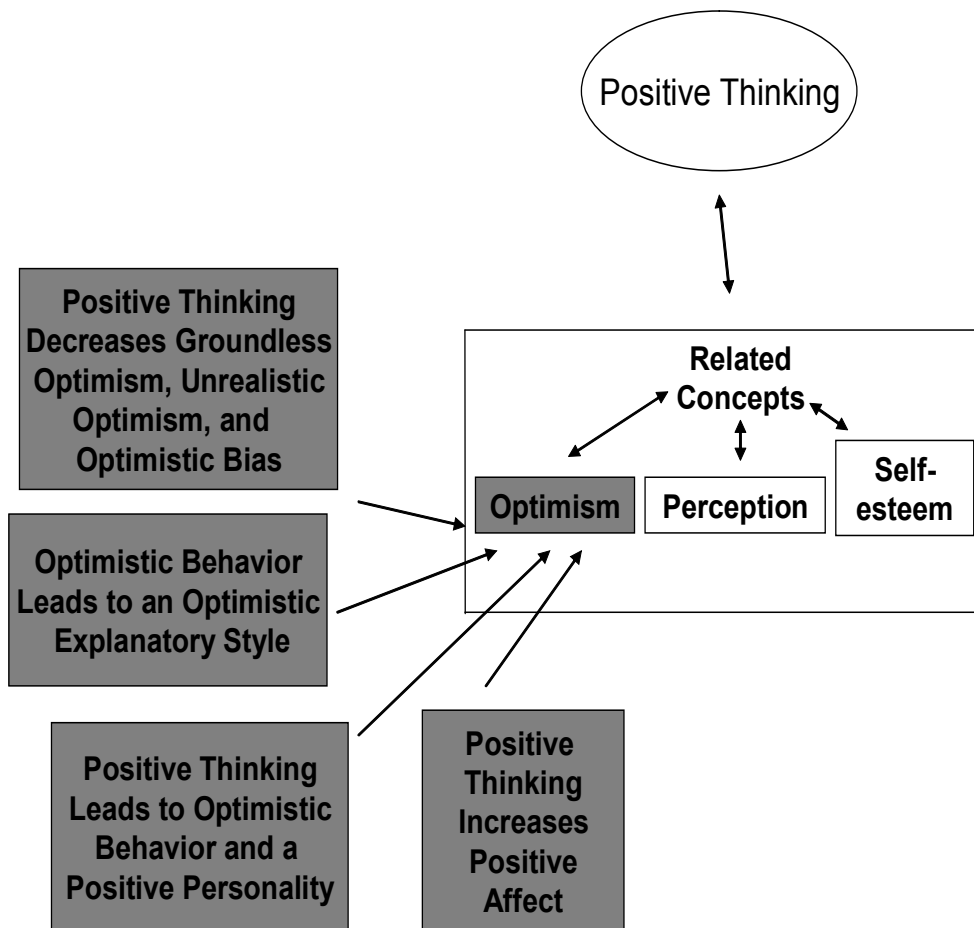 Positive Thinking
Positive Thinking
Decreases Groundless
Optimism, Unrealistic
Optimism, and
Optimistic Bias
Related
Concepts
Optimism
Perception
Self-
esteem
Optimistic Behavior
Leads to an Optimistic
Explanatory Style
Positive Thinking
Leads to Optimistic
Behavior and a
Positive Personality
Positive
Thinking
Increases
Positive
Affect